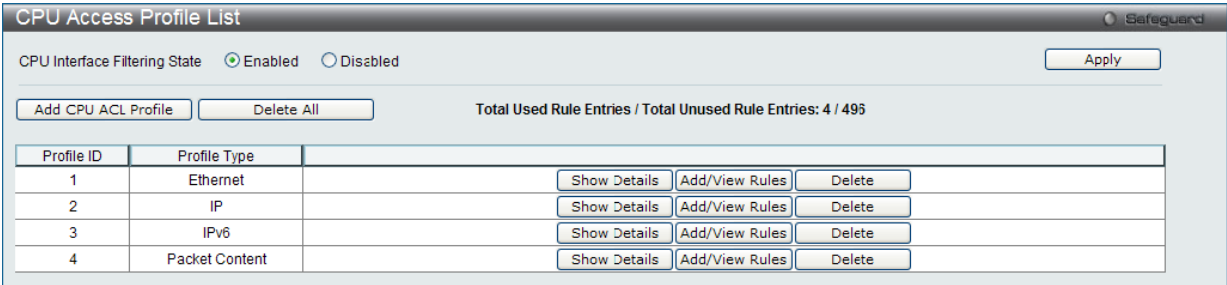 CPU Access Profile List Safeguard
CPU Interface Filtering State Enabled Disabled Apply
Add CPU ACL Profile Delete All Total Used Rule Entries / Total Unused Rule Entries: 4 / 496
Profile ID Profile Type
1 Ethernet Show Details Add/View Rules Delete
2 IP Show Details Add/View Rules Delete
3 IPv6 Show Details Add/View Rules Delete
4 Packet Content Show Details Add/View Rules Delete